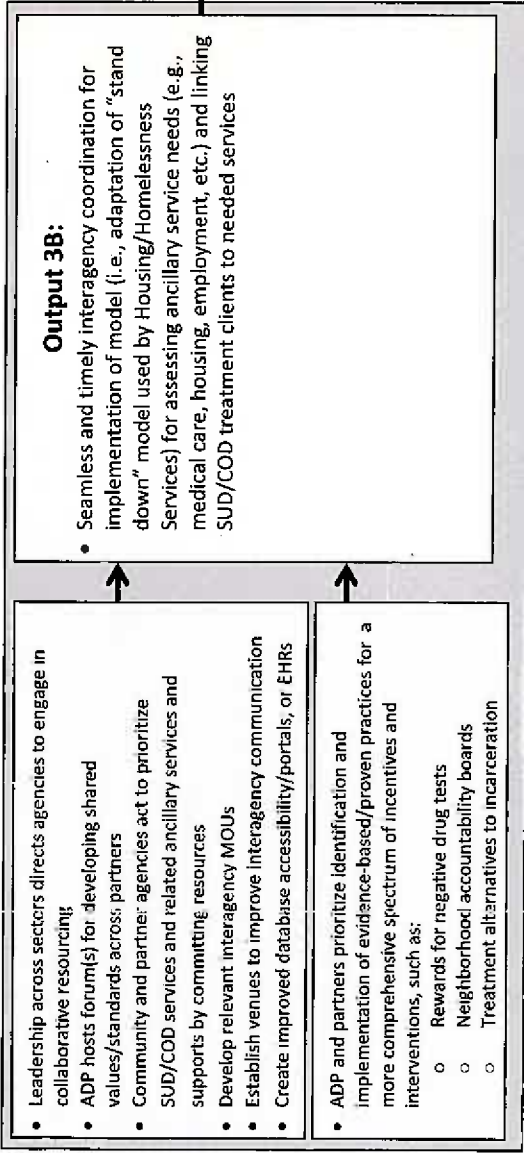 • Leadership across sectors directs agencies to engage in
collaborative resourcing
• ADP hosts forum(s) for developing shared
values/standards across partners
• Community and partner agencies act to prioritize
SUD/COD services and related ancillary services and
supports by committing resources
• Develop relevant interagency MOUs
• Establish venues to improve interagency communication
• Create improved database accessibility/portals, or EHRs
• ADP and partners prioritize identification and
implementation of evidence-based/proven practices for a
more comprehensive spectrum of incentives and
interventions, such as:
o Rewards for negative drug tests
o Neighborhood accountability boards
o Treatment alternatives to incarceration
Output 3B:
• Seamless and timely interagency coordination for
implementation of model (i.e., adaptation of "stand
down" model used by Housing/Homelessness
Services) for assessing ancillary service needs (e.g.,
medical care, housing, employment, etc.) and linking
SUD/COD treatment clients to needed services